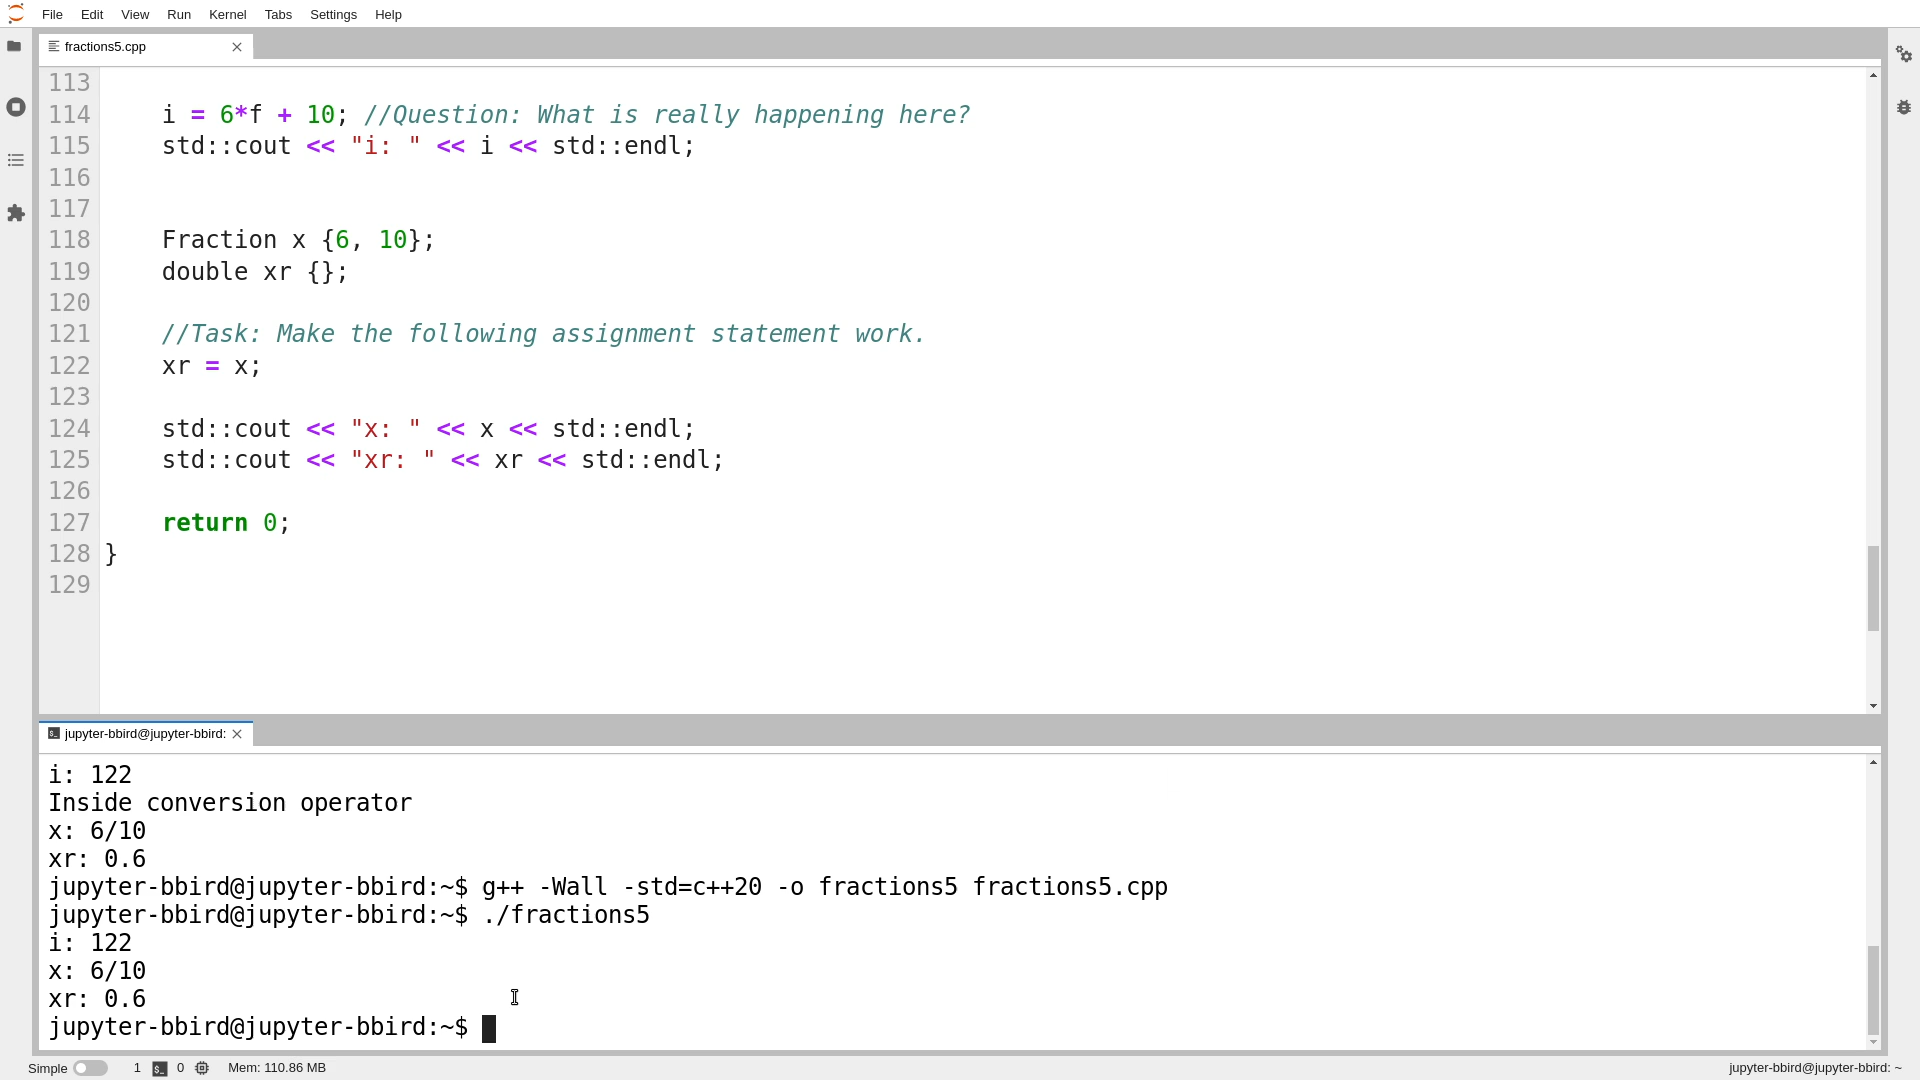 File Edit View Run Kernel Tabs Settings Help
fractions5.cpp
113
114     i = 6*f + 10; //Question: What is really happening here?
115     std::cout << "i: " << i << std::endl;
116
117
118     Fraction x {6, 10};
119     double xr {};
120
121     //Task: Make the following assignment statement work.
122     xr = x;
123
124     std::cout << "x: " << x << std::endl;
125     std::cout << "xr: " << xr << std::endl;
126
127     return 0;
128 }
129
jupyter-bbird@jupyter-bbird:
i: 122
Inside conversion operator
x: 6/10
xr: 0.6
jupyter-bbird@jupyter-bbird:~$ g++ -Wall -std=c++20 -o fractions5 fractions5.cpp
jupyter-bbird@jupyter-bbird:~$ ./fractions5
i: 122
x: 6/10
xr: 0.6
jupyter-bbird@jupyter-bbird:~$
Simple 1 $_ 0 Mem: 110.86 MB jupyter-bbird@jupyter-bbird: ~